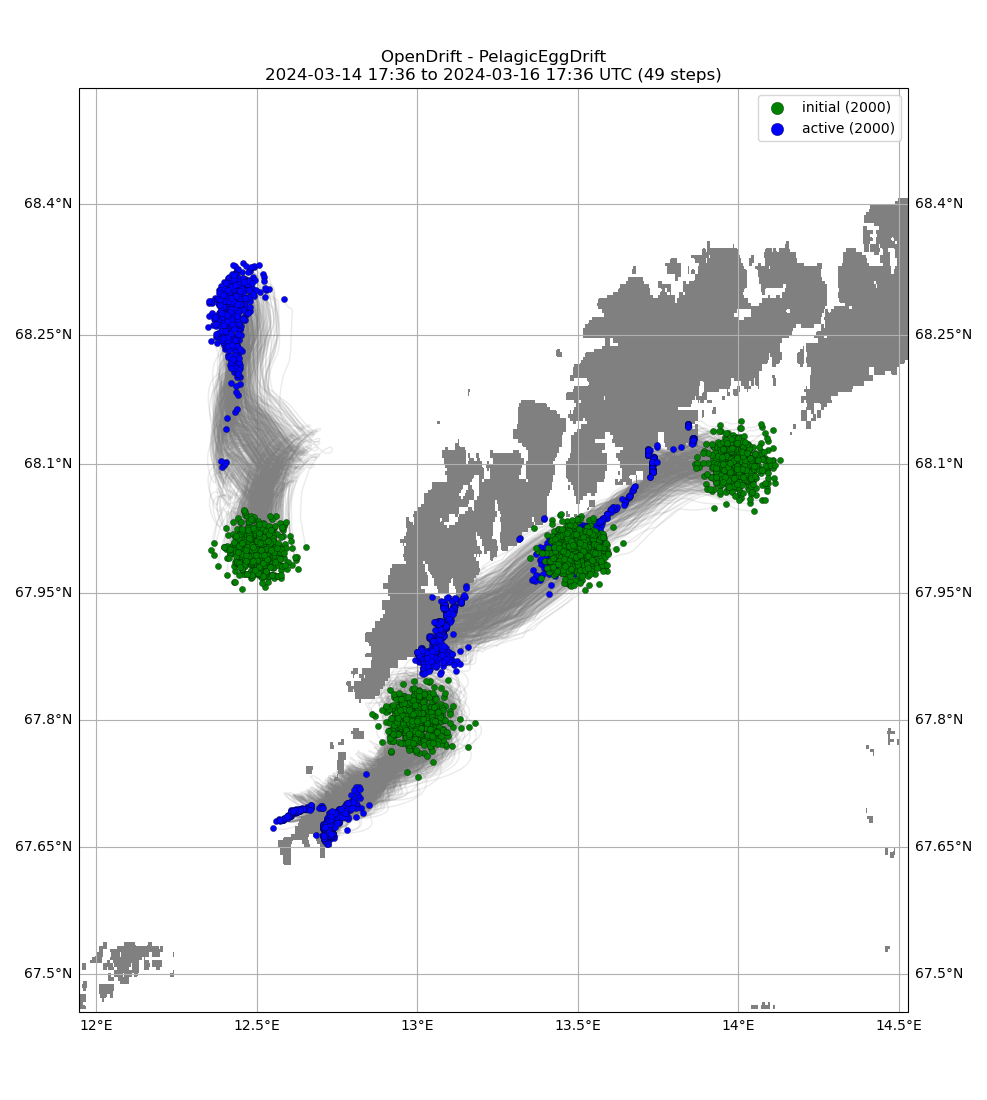 OpenDrift - PelagicEggDrift
2024-03-14 17:36 to 2024-03-16 17:36 UTC (49 steps)
initial (2000)
active (2000)
68.4°N
68.4°N
68.25°N
68.25°N
68.1°N
68.1°N
67.95°N
67.95°N
67.8°N
67.8°N
67.65°N
67.65°N
67.5°N
67.5°N
12°E
12.5°E
13°E
13.5°E
14°E
14.5°E